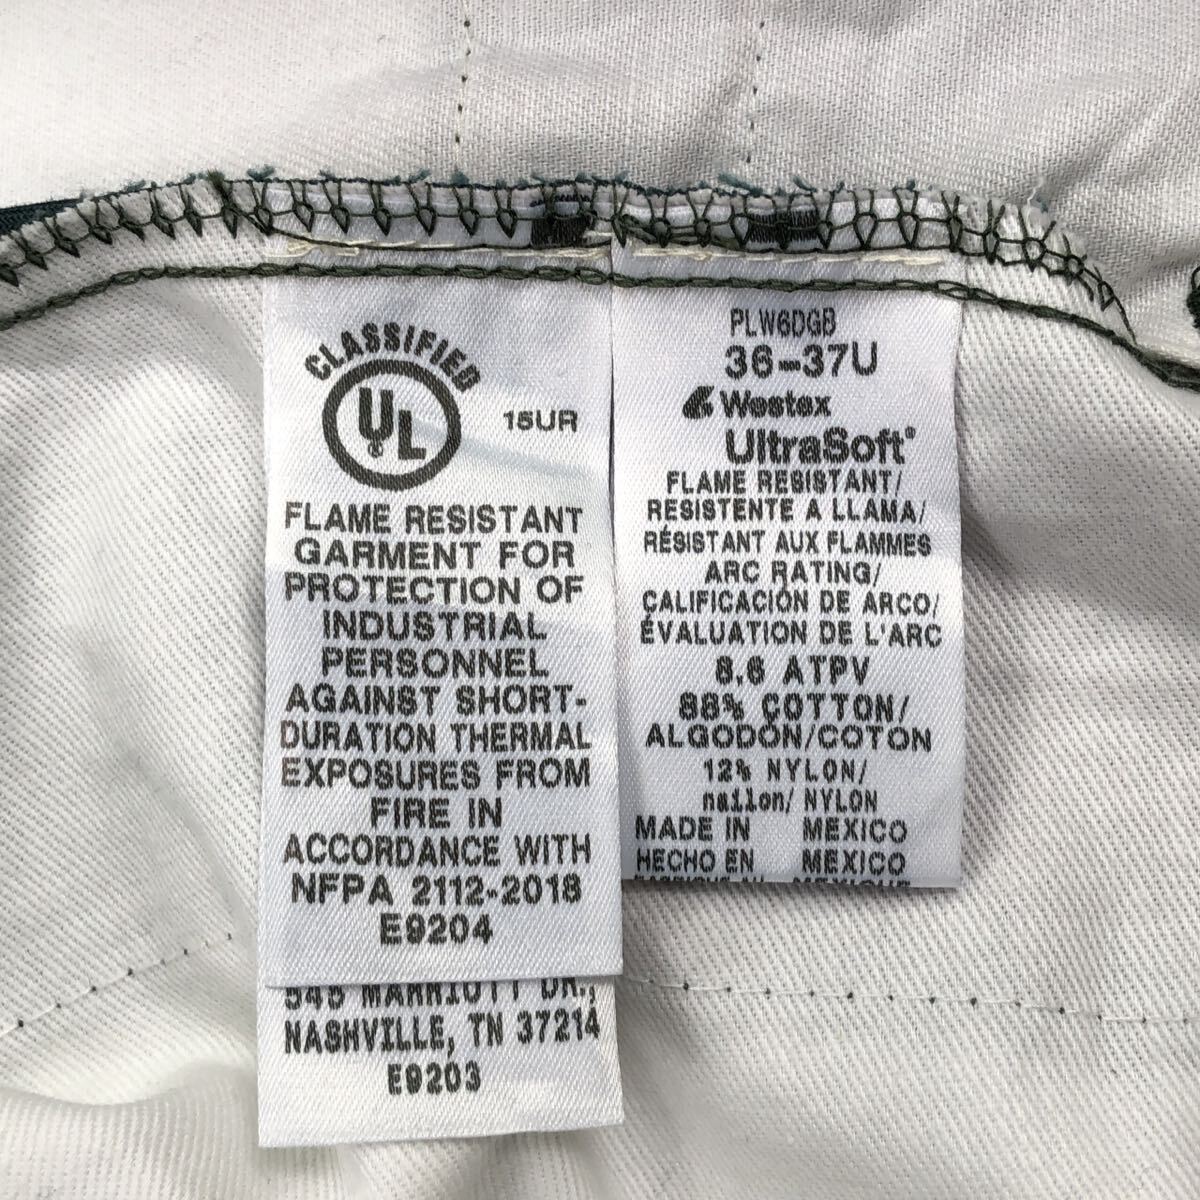 CLASSIFIED
UL
®
15UR
FLAME RESISTANT
GARMENT FOR
PROTECTION OF
INDUSTRIAL
PERSONNEL
AGAINST SHORT-
DURATION THERMAL
EXPOSURES FROM
FIRE IN
ACCORDANCE WITH
NFPA 2112-2018
E9204
545 MARRIOTT DR.,
NASHVILLE, TN 37214
E9203
PLW6DGB
36-37U
Westex
UltraSoft®
FLAME RESISTANT/
RESISTENTE A LLAMA/
RÉSISTANT AUX FLAMMES
ARC RATING/
CALIFICACIÓN DE ARCO/
ÉVALUATION DE L'ARC
8.6 ATPV
88% COTTON/
ALGODÓN/COTON
12% NYLON/
nailon/ NYLON
MADE IN MEXICO
HECHO EN MEXICO